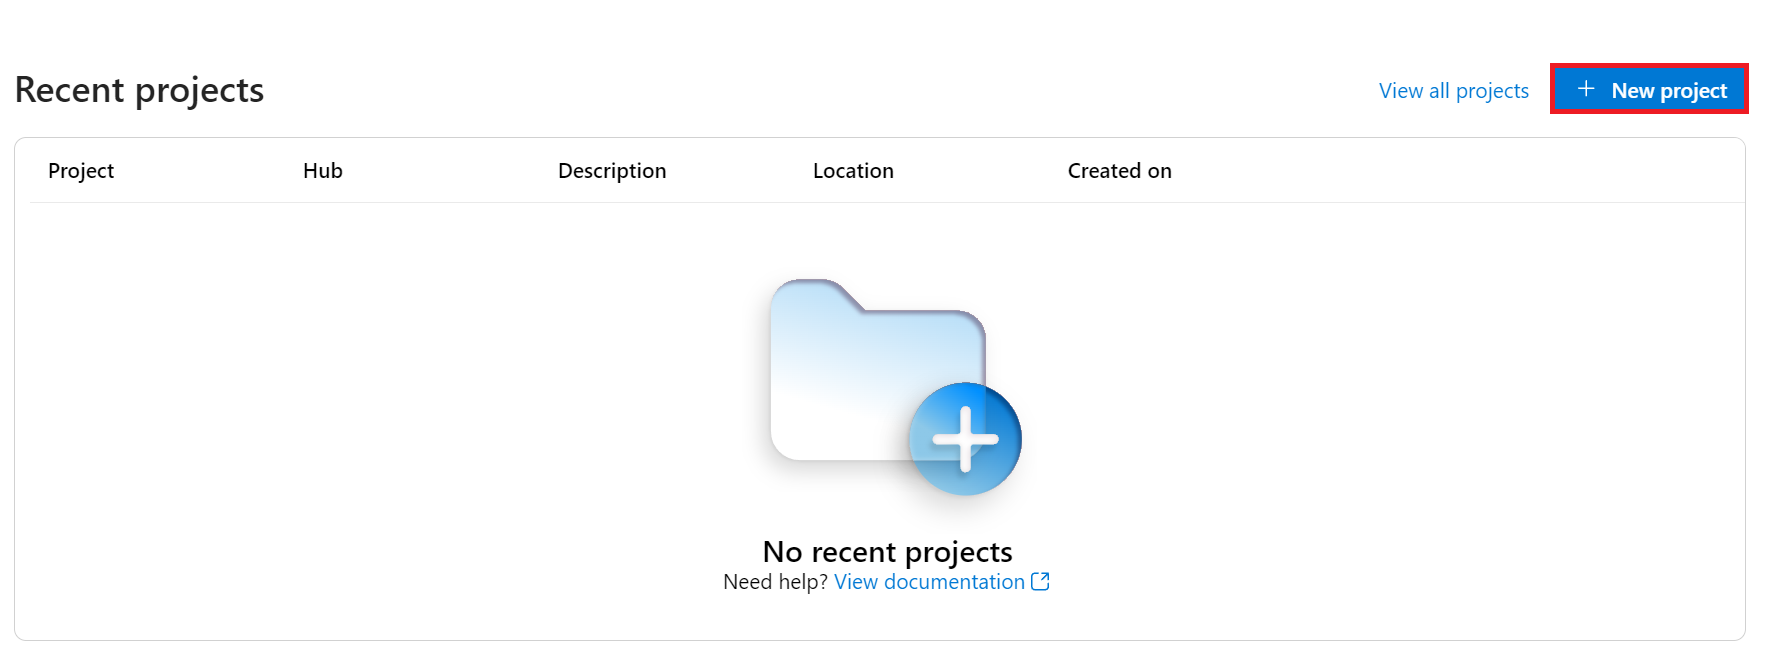 Recent projects
View all projects
New project
Project Hub Description Location Created on
No recent projects
Need help? View documentation